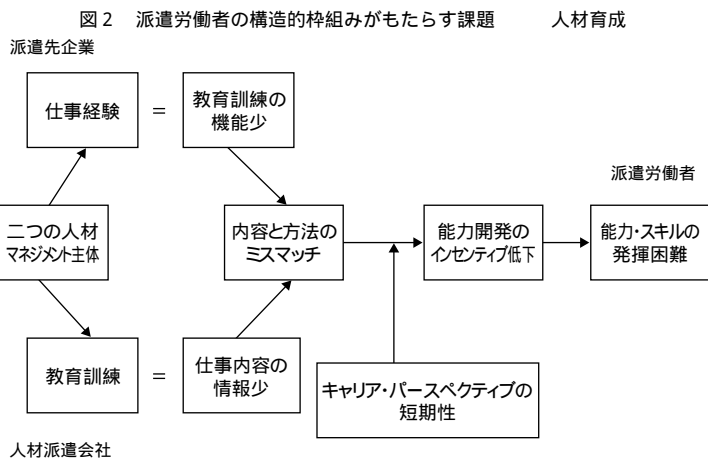 図2 派遣労働者の構造的枠組みがもたらす課題 人材育成
派遣先企業
仕事経験 = 教育訓練の
機能少
派遣労働者
二つの人材
マネジメント主体
内容と方法の
ミスマッチ
能力開発の
インセンティブ低下
能力・スキルの
発揮困難
教育訓練 = 仕事内容の
情報少
キャリア・パースペクティブの
短期性
人材派遣会社